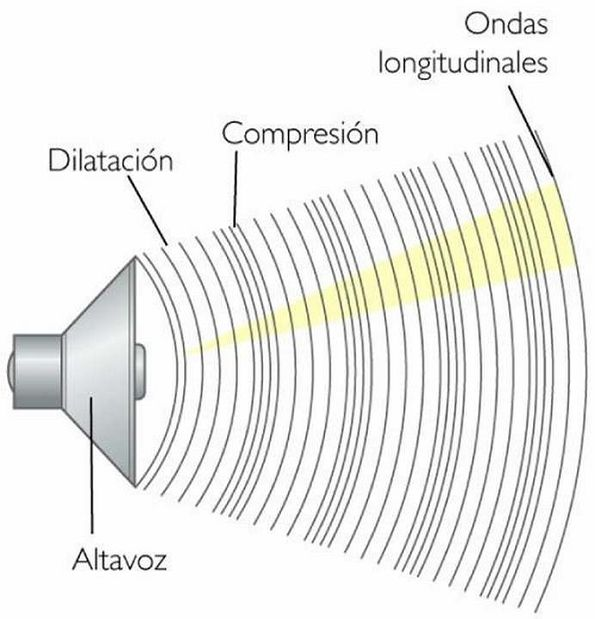 Ondas
longitudinales
Compresión
Dilatación
Altavoz